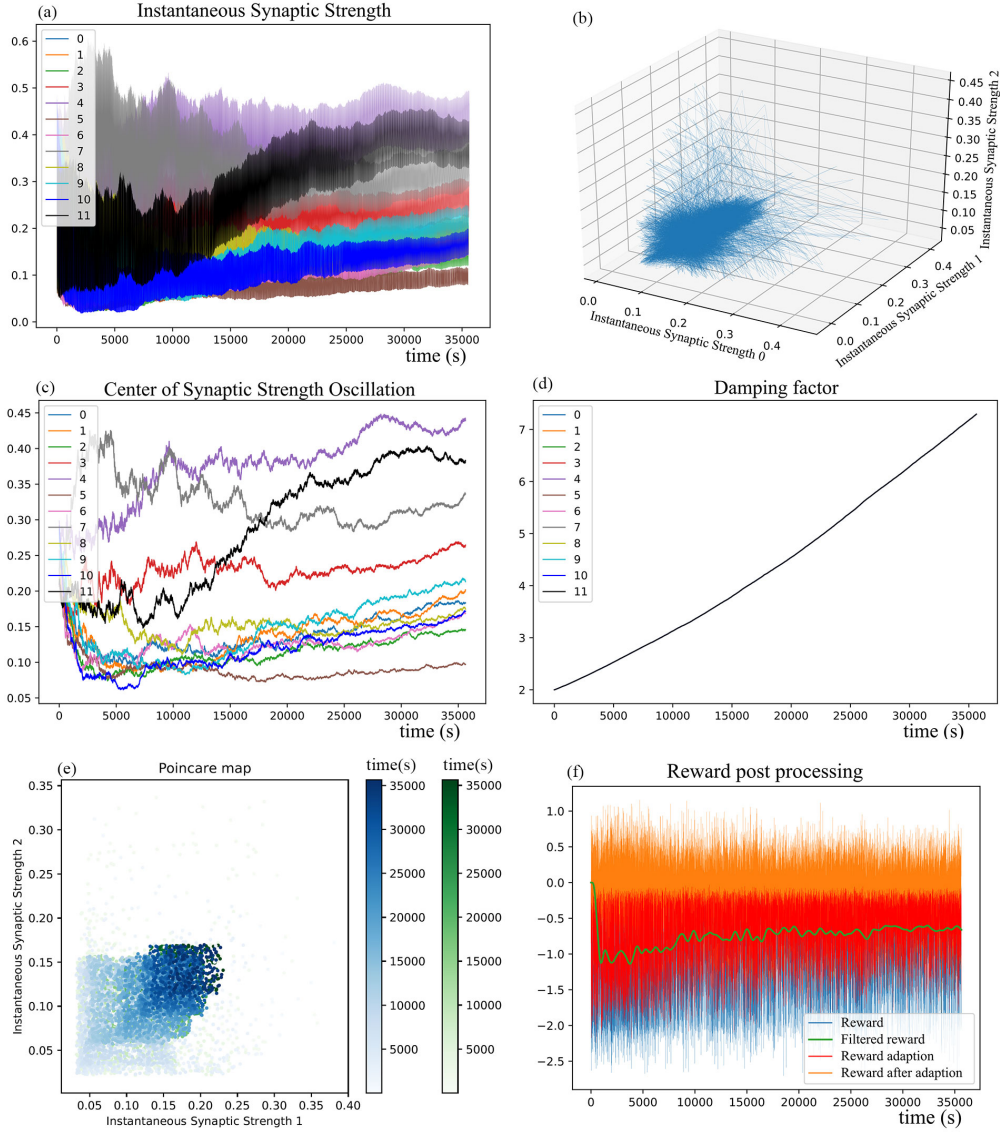 (a)
Instantaneous Synaptic Strength
0.6
0.5
0.4
0.3
0.2
0.1
0.0
0
1
2
3
4
5
6
7
8
9
10
11
0 5000 10000 15000 20000 25000 30000 35000
time (s)
(b)
0.45
0.40
0.35
0.30
0.25
0.20
0.15
0.10
0.05
Instantaneous Synaptic Strength 2
0.0 0.1 0.2 0.3 0.4
Instantaneous Synaptic Strength 0
0.0 0.1 0.2 0.3 0.4
Instantaneous Synaptic Strength 1
(c)
Center of Synaptic Strength Oscillation
0.45
0.40
0.35
0.30
0.25
0.20
0.15
0.10
0.05
0
1
2
3
4
5
6
7
8
9
10
11
0 5000 10000 15000 20000 25000 30000 35000
time (s)
(d)
Damping factor
7
6
5
4
3
2
0
1
2
3
4
5
6
7
8
9
10
11
0 5000 10000 15000 20000 25000 30000 35000
time (s)
(e)
Poincare map
0.35
0.30
0.25
0.20
0.15
0.10
0.05
Instantaneous Synaptic Strength 2
0.05 0.10 0.15 0.20 0.25 0.30 0.35 0.40
Instantaneous Synaptic Strength 1
time(s)
35000
30000
25000
20000
15000
10000
5000
time(s)
35000
30000
25000
20000
15000
10000
5000
(f)
Reward post processing
1.0
0.5
0.0
−0.5
−1.0
−1.5
−2.0
−2.5
Reward
Filtered reward
Reward adaption
Reward after adaption
0 5000 10000 15000 20000 25000 30000 35000
time (s)